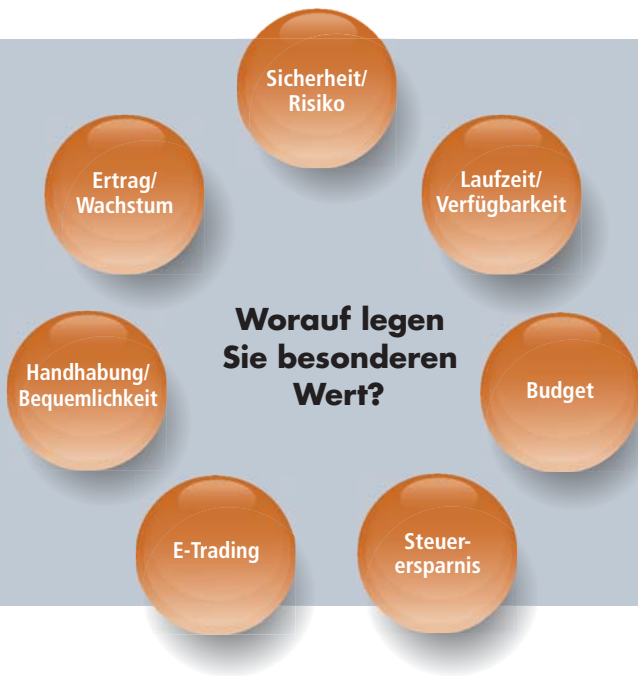 Sicherheit/
Risiko
Ertrag/
Wachstum
Laufzeit/
Verfügbarkeit
Worauf legen
Sie besonderen
Wert?
Handhabung/
Bequemlichkeit
Budget
E-Trading
Steuer-
ersparnis